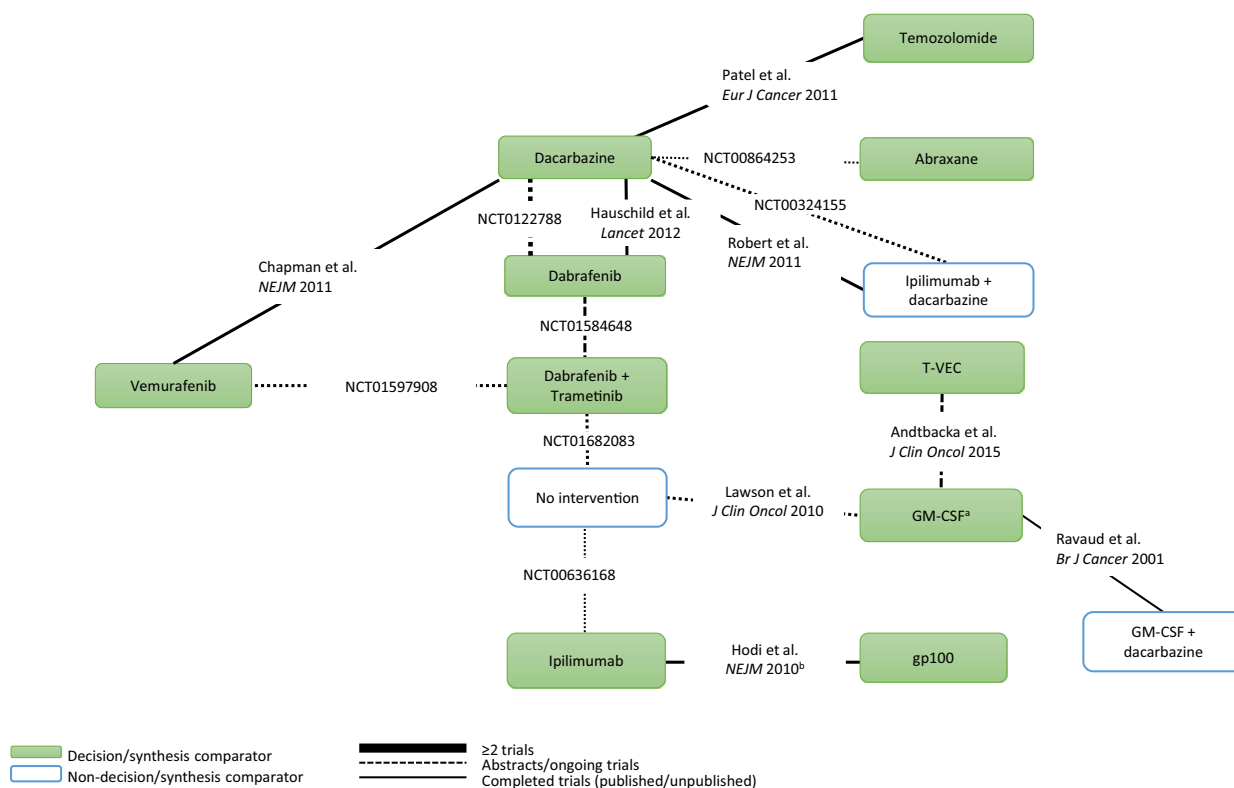 Temozolomide
Patel et al.
Eur J Cancer 2011
Dacarbazine
NCT00864253
Abraxane
NCT00324155
NCT0122788
Hauschild et al.
Lancet 2012
Robert et al.
NEJM 2011
Chapman et al.
NEJM 2011
Dabrafenib
Ipilimumab +
dacarbazine
NCT01584648
T-VEC
Vemurafenib
NCT01597908
Dabrafenib +
Trametinib
Andtbacka et al.
J Clin Oncol 2015
NCT01682083
No intervention
Lawson et al.
J Clin Oncol 2010
GM-CSFᵃ
Ravaud et al.
Br J Cancer 2001
NCT00636168
GM-CSF +
dacarbazine
Ipilimumab
Hodi et al.
NEJM 2010ᵇ
gp100
Decision/synthesis comparator
Non-decision/synthesis comparator
≥2 trials
Abstracts/ongoing trials
Completed trials (published/unpublished)